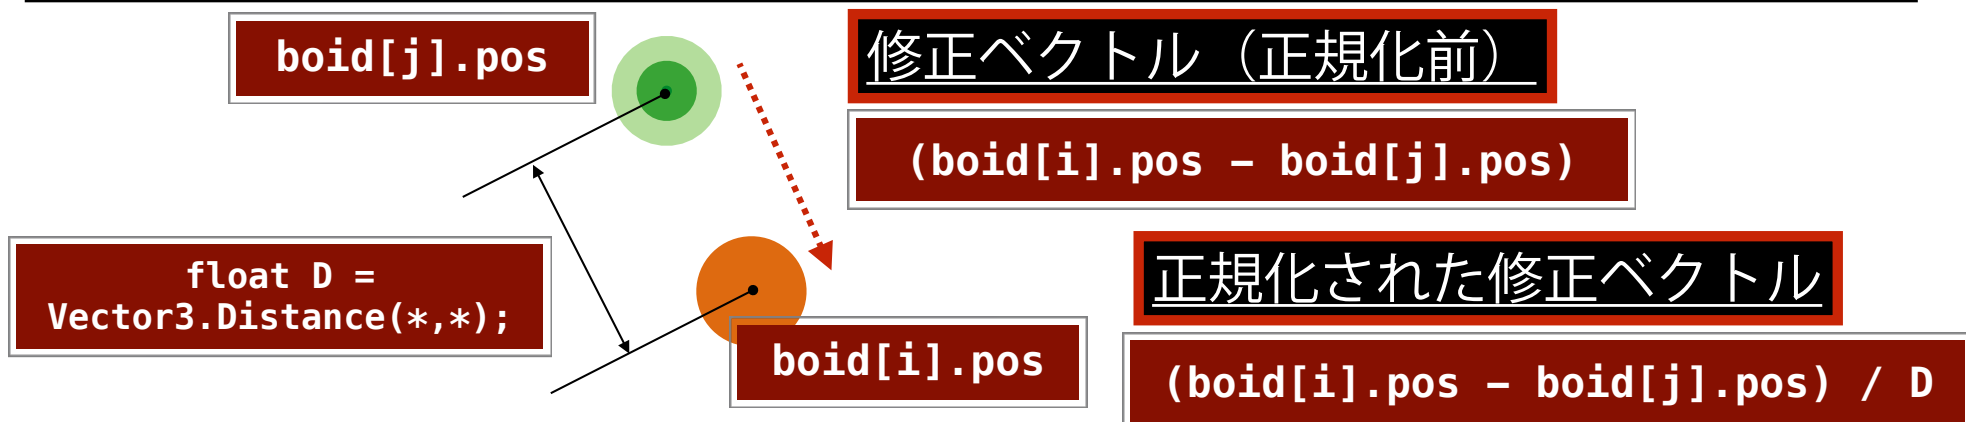 boid[j].pos
修正ベクトル（正規化前）
(boid[i].pos – boid[j].pos)
float D =
Vector3.Distance(*,*);
正規化された修正ベクトル
boid[i].pos
(boid[i].pos – boid[j].pos) / D